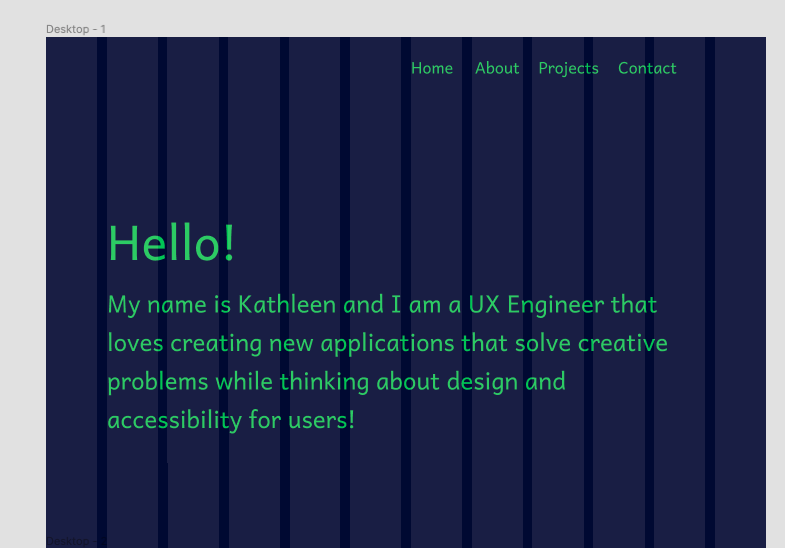 Desktop - 1
Home About Projects Contact
Hello!
My name is Kathleen and I am a UX Engineer that
loves creating new applications that solve creative
problems while thinking about design and
accessibility for users!
Desktop -